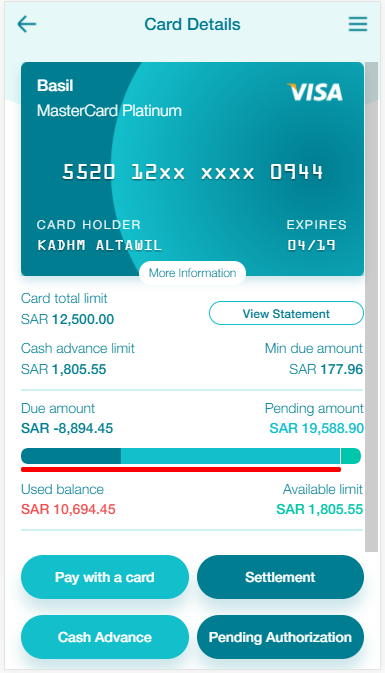 Card Details
Basil
VISA
MasterCard Platinum
5520 12xx xxxx 0944
CARD HOLDER EXPIRES
KADHM ALTAWIL 04/19
More Information
Card total limit
SAR 12,500.00 View Statement
Cash advance limit Min due amount
SAR 1,805.55 SAR 177.96
Due amount Pending amount
SAR -8,894.45 SAR 19,588.90
Used balance Available limit
SAR 10,694.45 SAR 1,805.55
Pay with a card Settlement
Cash Advance Pending Authorization